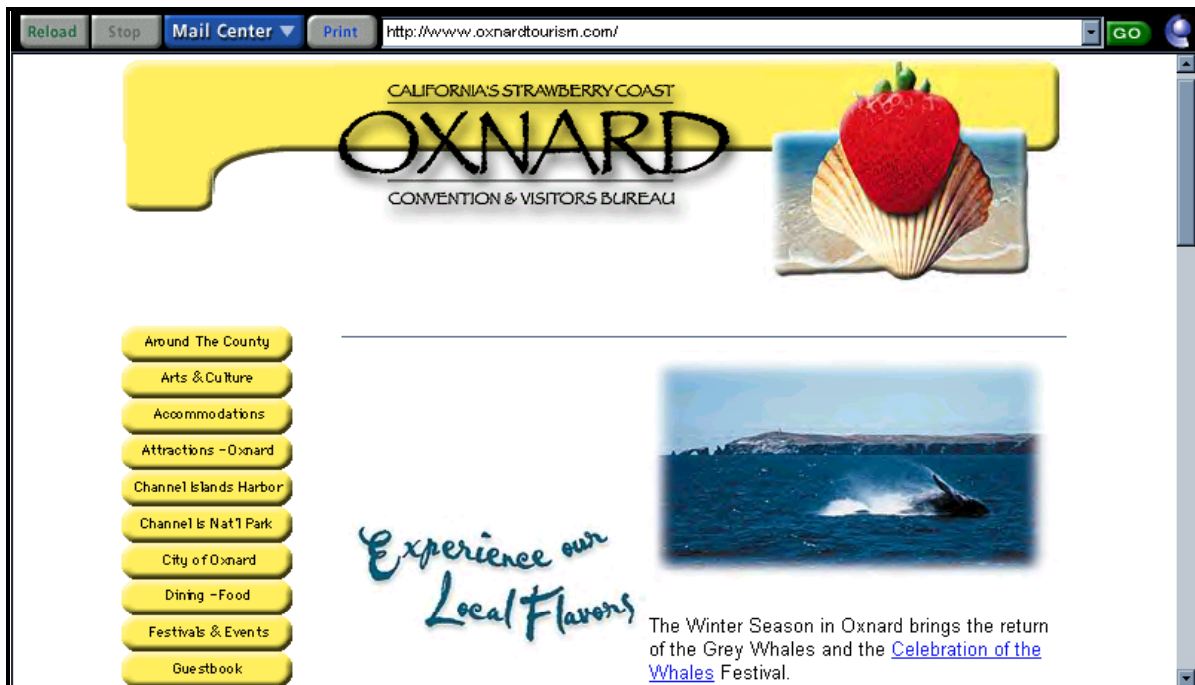 Reload Stop Mail Center Print http://www.oxnardtourism.com/ GO
CALIFORNIA'S STRAWBERRY COAST
OXNARD
CONVENTION & VISITORS BUREAU
Around The County
Arts & Culture
Accommodations
Attractions - Oxnard
Channel Islands Harbor
Channel Is Nat'l Park
City of Oxnard
Dining - Food
Festivals & Events
Guestbook
Experience our
Local Flavors
The Winter Season in Oxnard brings the return
of the Grey Whales and the Celebration of the
Whales Festival.